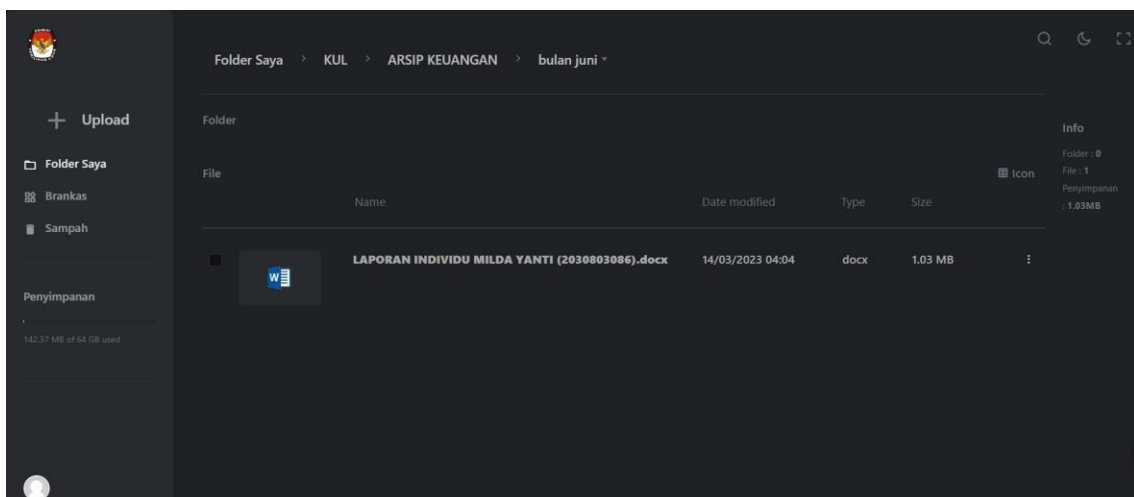 Folder Saya > KUL > ARSIP KEUANGAN > bulan juni
+ Upload
Folder Saya
Brankas
Sampah
Penyimpanan
142.37 MB of 64 GB used
Folder
File
Icon
Name Date modified Type Size
LAPORAN INDIVIDU MILDA YANTI (2030803086).docx 14/03/2023 04:04 docx 1.03 MB
Info
Folder : 0
File : 1
Penyimpanan
: 1.03MB